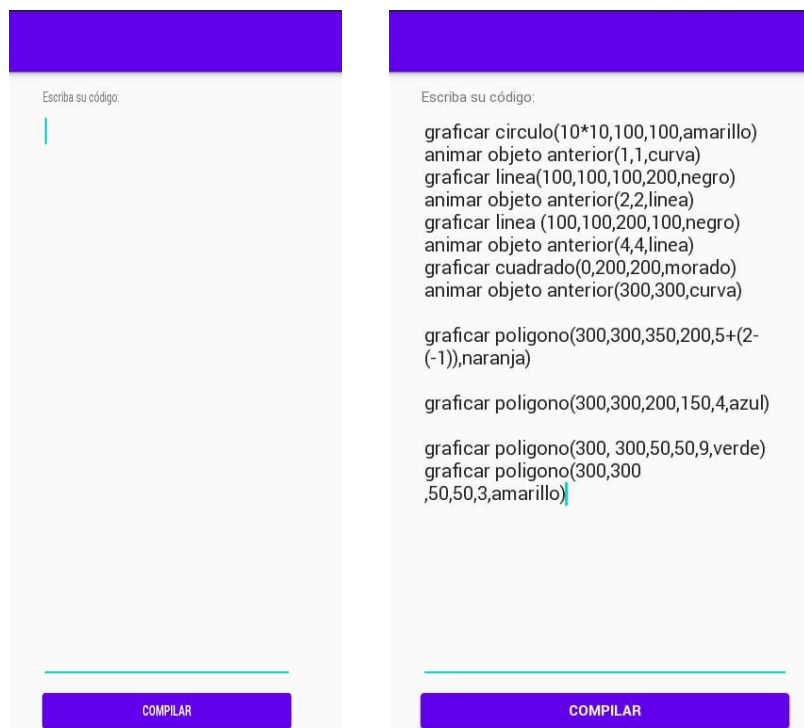 Escriba su código:
COMPILAR
Escriba su código:
graficar circulo(10*10,100,100,amarillo)
animar objeto anterior(1,1,curva)
graficar linea(100,100,100,200,negro)
animar objeto anterior(2,2,linea)
graficar linea (100,100,200,100,negro)
animar objeto anterior(4,4,linea)
graficar cuadrado(0,200,200,morado)
animar objeto anterior(300,300,curva)
graficar poligono(300,300,350,200,5+(2-
(-1)),naranja)
graficar poligono(300,300,200,150,4,azul)
graficar poligono(300, 300,50,50,9,verde)
graficar poligono(300,300
,50,50,3,amarillo)
COMPILAR